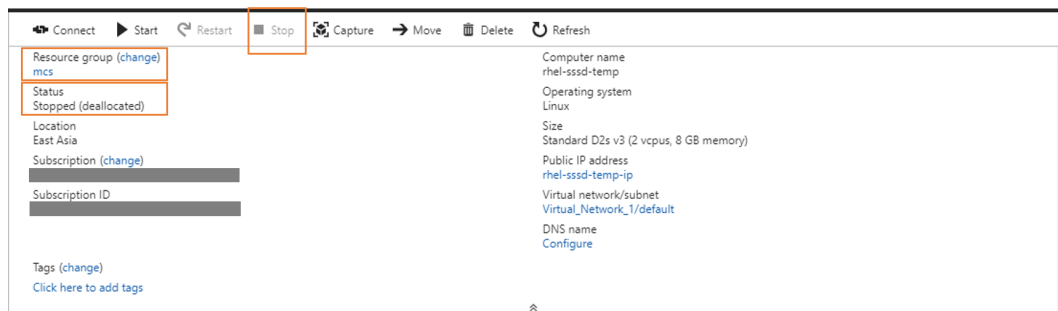 Connect Start Restart Stop Capture Move Delete Refresh
Resource group (change)
mcs
Status
Stopped (deallocated)
Location
East Asia
Subscription (change)
Subscription ID
Computer name
rhel-sssd-temp
Operating system
Linux
Size
Standard D2s v3 (2 vcpus, 8 GB memory)
Public IP address
rhel-sssd-temp-ip
Virtual network/subnet
Virtual_Network_1/default
DNS name
Configure
Tags (change)
Click here to add tags